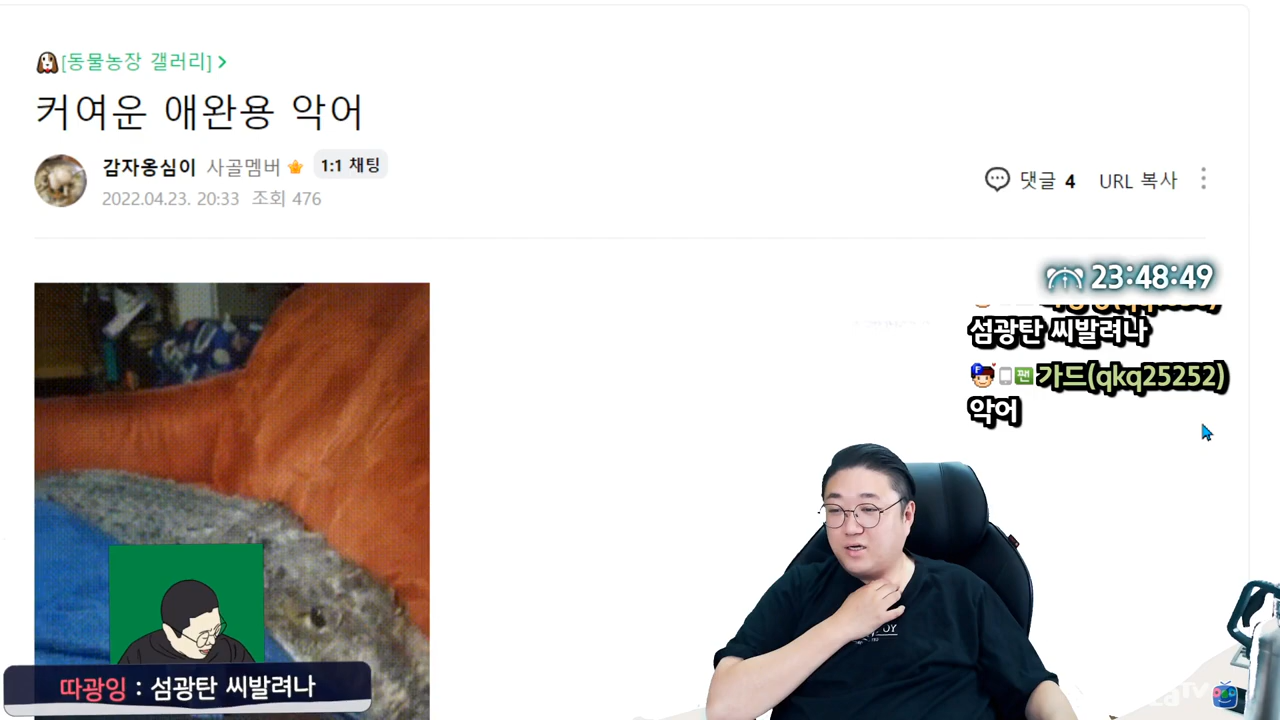 [동물농장 갤러리] >
커여운 애완용 악어
감자옹심이 사골멤버 1:1 채팅
2022.04.23. 20:33 조회 476
댓글 4 URL 복사
23:48:49
섬광탄 씨발려나
F 팬 가드(qkq25252)
악어
따광잉 : 섬광탄 씨발려나